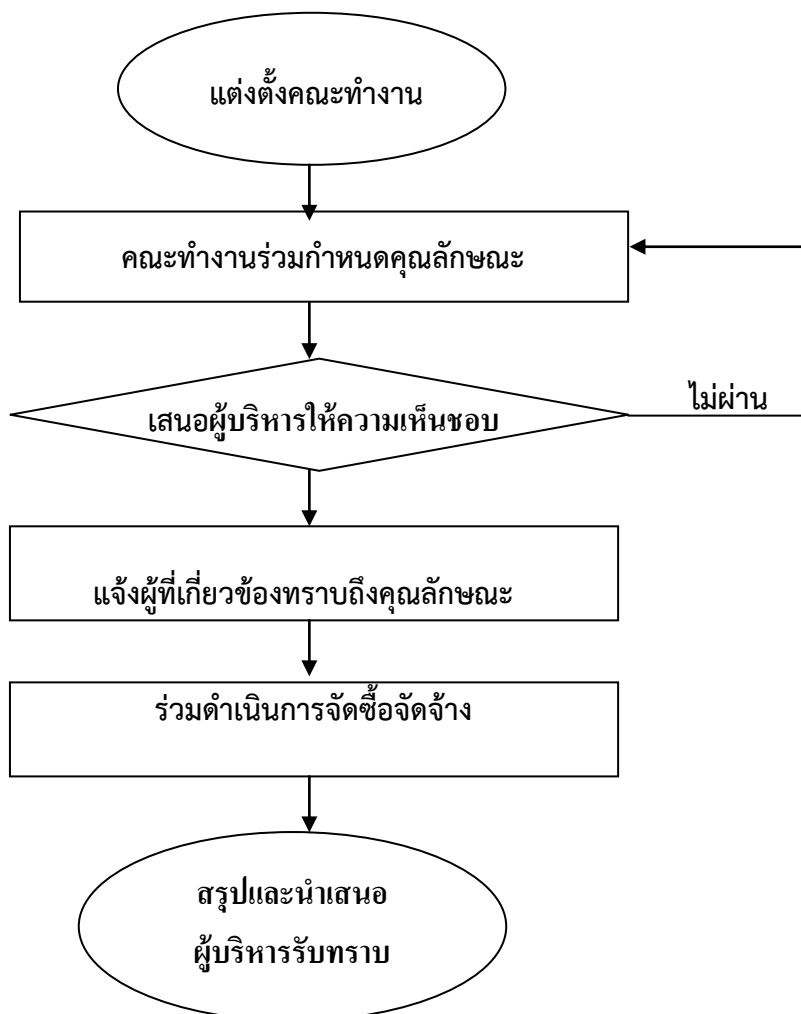 แต่งตั้งคณะทำงาน
คณะทำงานร่วมกำหนดคุณลักษณะ
เสนอผู้บริหารให้ความเห็นชอบ
ไม่ผ่าน
แจ้งผู้ที่เกี่ยวข้องทราบถึงคุณลักษณะ
ร่วมดำเนินการจัดซื้อจัดจ้าง
สรุปและนำเสนอ
ผู้บริหารรับทราบ